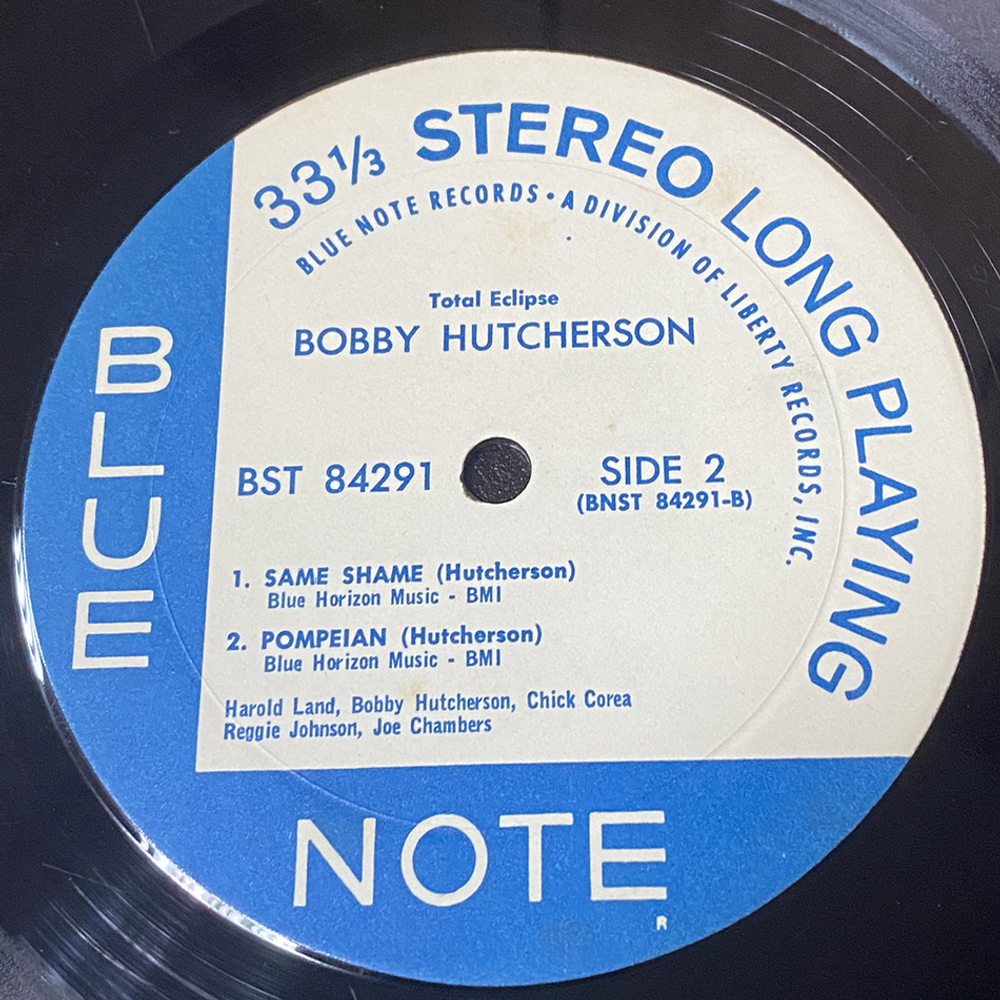 33⅓ STEREO LONG PLAYING
BLUE NOTE RECORDS • A DIVISION OF LIBERTY RECORDS, INC.
Total Eclipse
BOBBY HUTCHERSON
BST 84291
SIDE 2
(BNST 84291-B)
1. SAME SHAME (Hutcherson)
Blue Horizon Music - BMI
2. POMPEIAN (Hutcherson)
Blue Horizon Music - BMI
Harold Land, Bobby Hutcherson, Chick Corea
Reggie Johnson, Joe Chambers
BLUE
NOTE
R